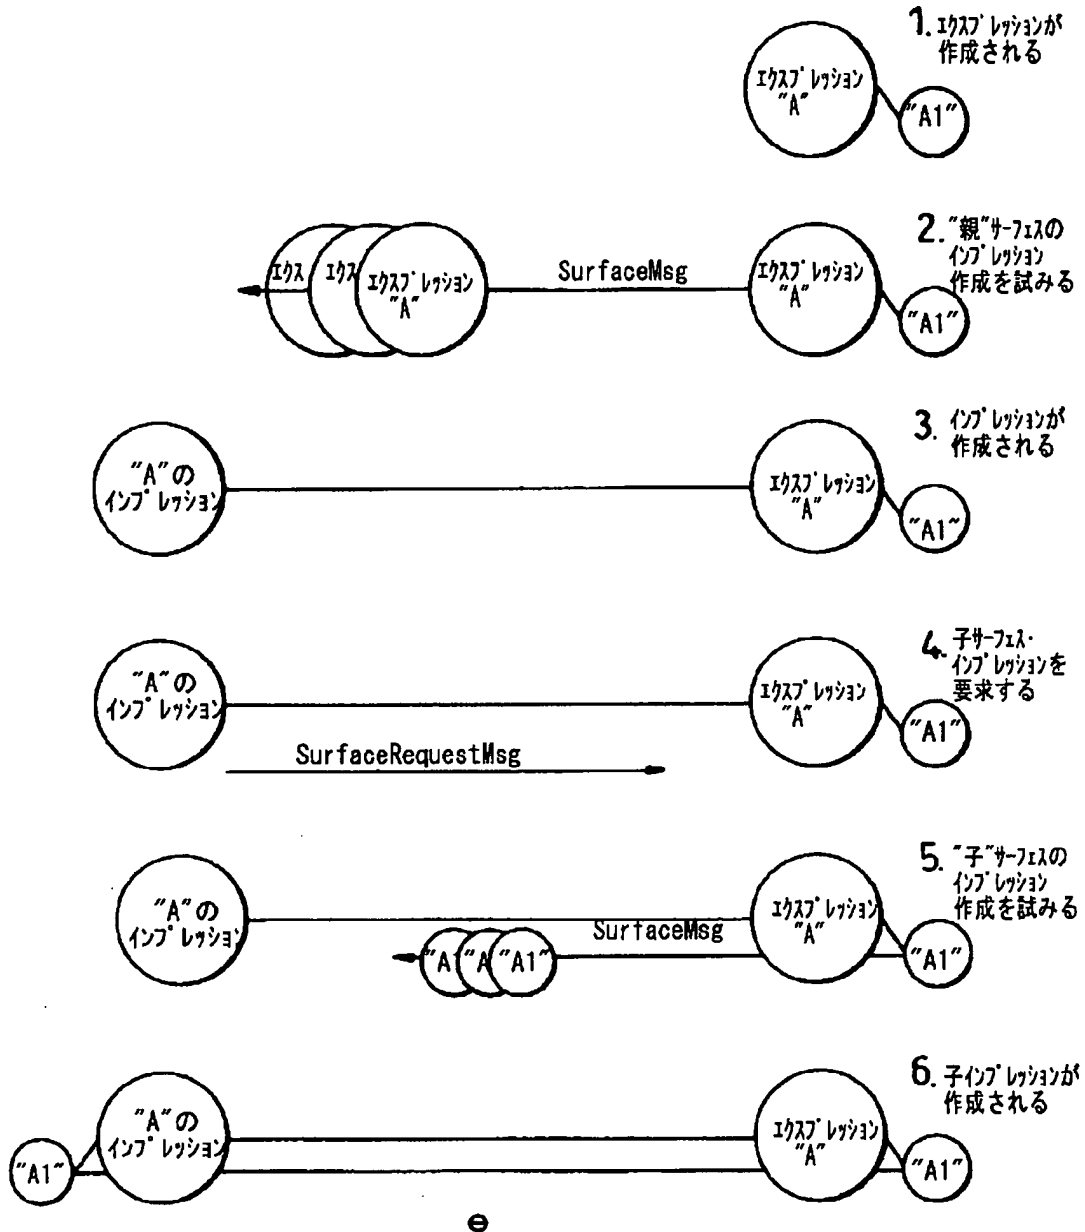 1. エクスプレッションが
作成される
エクスプレッション
"A"
"A1"
2. "親"サーフェスの
インプレッション
作成を試みる
エクス
エクス
エクスプレッション
"A"
SurfaceMsg
エクスプレッション
"A"
"A1"
3. インプレッションが
作成される
"A"の
インプレッション
エクスプレッション
"A"
"A1"
4. 子サーフェス・
インプレッションを
要求する
"A"の
インプレッション
エクスプレッション
"A"
"A1"
SurfaceRequestMsg
5. "子"サーフェスの
インプレッション
作成を試みる
"A"の
インプレッション
エクスプレッション
"A"
SurfaceMsg
"A1
"A
"A1"
"A1"
6. 子インプレッションが
作成される
"A"の
インプレッション
エクスプレッション
"A"
"A1"
"A1"